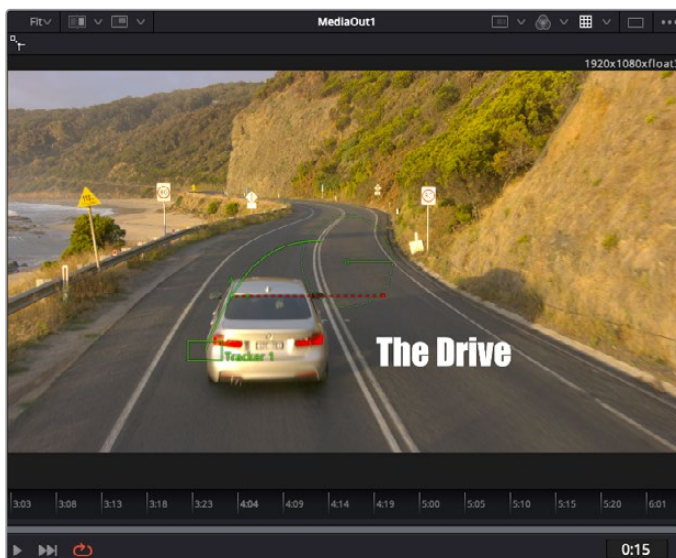 Fit MediaOut1
1920x1080xfloat3
Tracker 1
The Drive
3:03 3:08 3:13 3:18 3:23 4:04 4:09 4:14 4:19 5:00 5:05 5:10 5:15 5:20 6:01
0:15